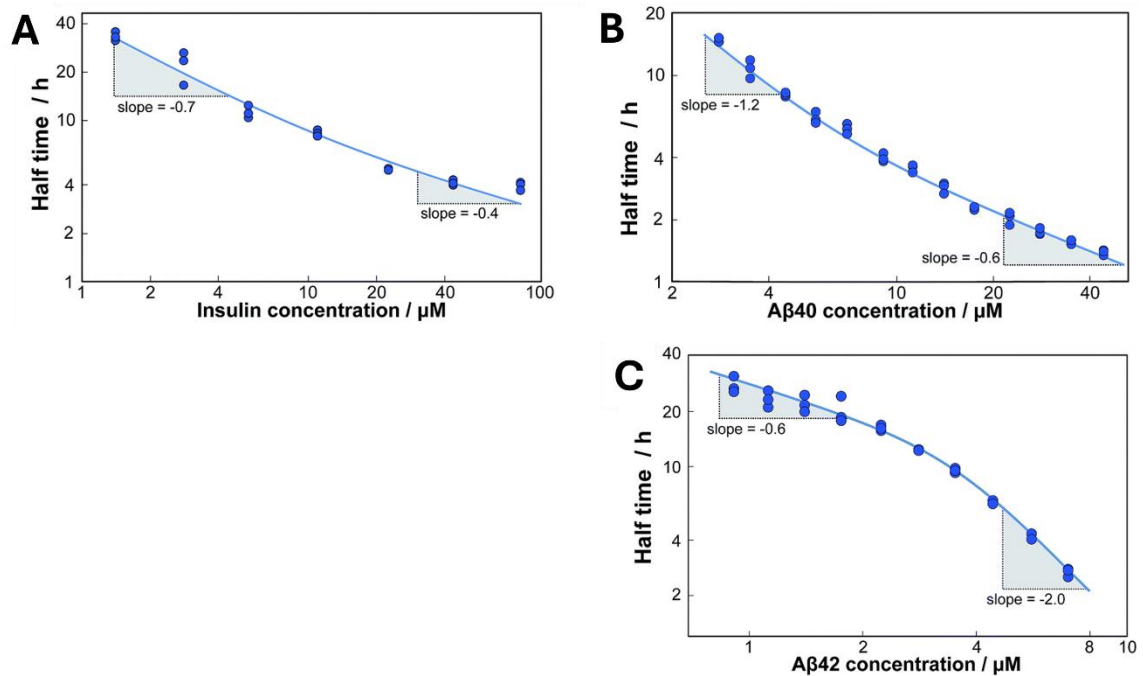 A
Half time / h
40
20
10
4
2
1
slope = -0.7
slope = -0.4
1
2
4
10
20
40
100
Insulin concentration / µM
B
Half time / h
20
10
4
2
1
slope = -1.2
slope = -0.6
2
4
10
20
40
Aβ40 concentration / µM
C
Half time / h
40
20
10
4
2
slope = -0.6
slope = -2.0
1
2
4
8
10
Aβ42 concentration / µM